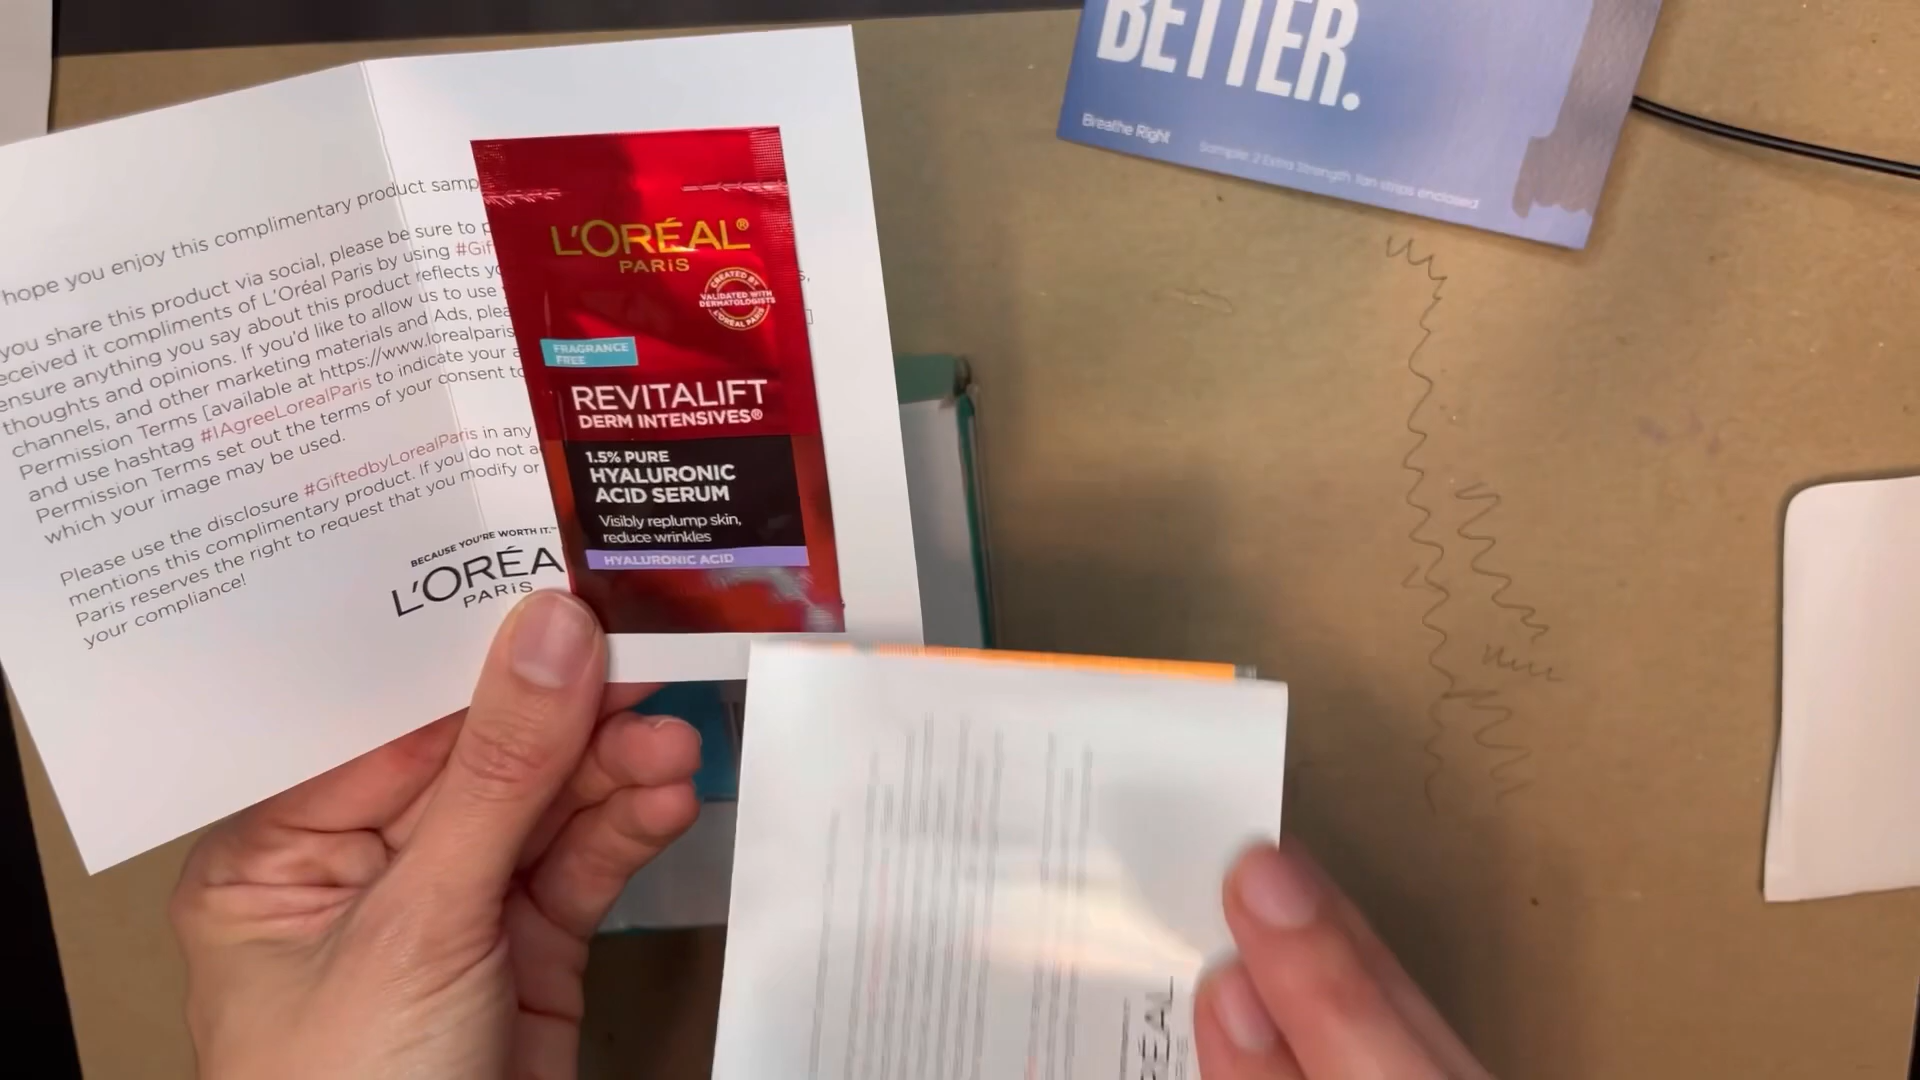 hope you enjoy this complimentary product samp
you share this product via social, please be sure to p
eceived it compliments of L'Oréal Paris by using #Gif
ensure anything you say about this product reflects yo
thoughts and opinions. If you'd like to allow us to use
channels, and other marketing materials and Ads, plea
Permission Terms [available at https://www.lorealparis
and use hashtag #IAgreeLorealParis to indicate your a
Permission Terms set out the terms of your consent to
which your image may be used.
Please use the disclosure #GiftedbyLorealParis in any
mentions this complimentary product. If you do not a
Paris reserves the right to request that you modify or
your compliance!
BECAUSE YOU'RE WORTH IT.™
L'ORÉA
PARIS
L'ORÉAL®
PARIS
CREATED BY
L'ORÉAL PARIS
VALIDATED WITH
DERMATOLOGISTS
FRAGRANCE
FREE
REVITALIFT
DERM INTENSIVES®
1.5% PURE
HYALURONIC
ACID SERUM
Visibly replump skin,
reduce wrinkles
HYALURONIC ACID
BETTER.
Breathe Right
Sample: 2 Extra Strength Tan strips enclosed
ÉAL